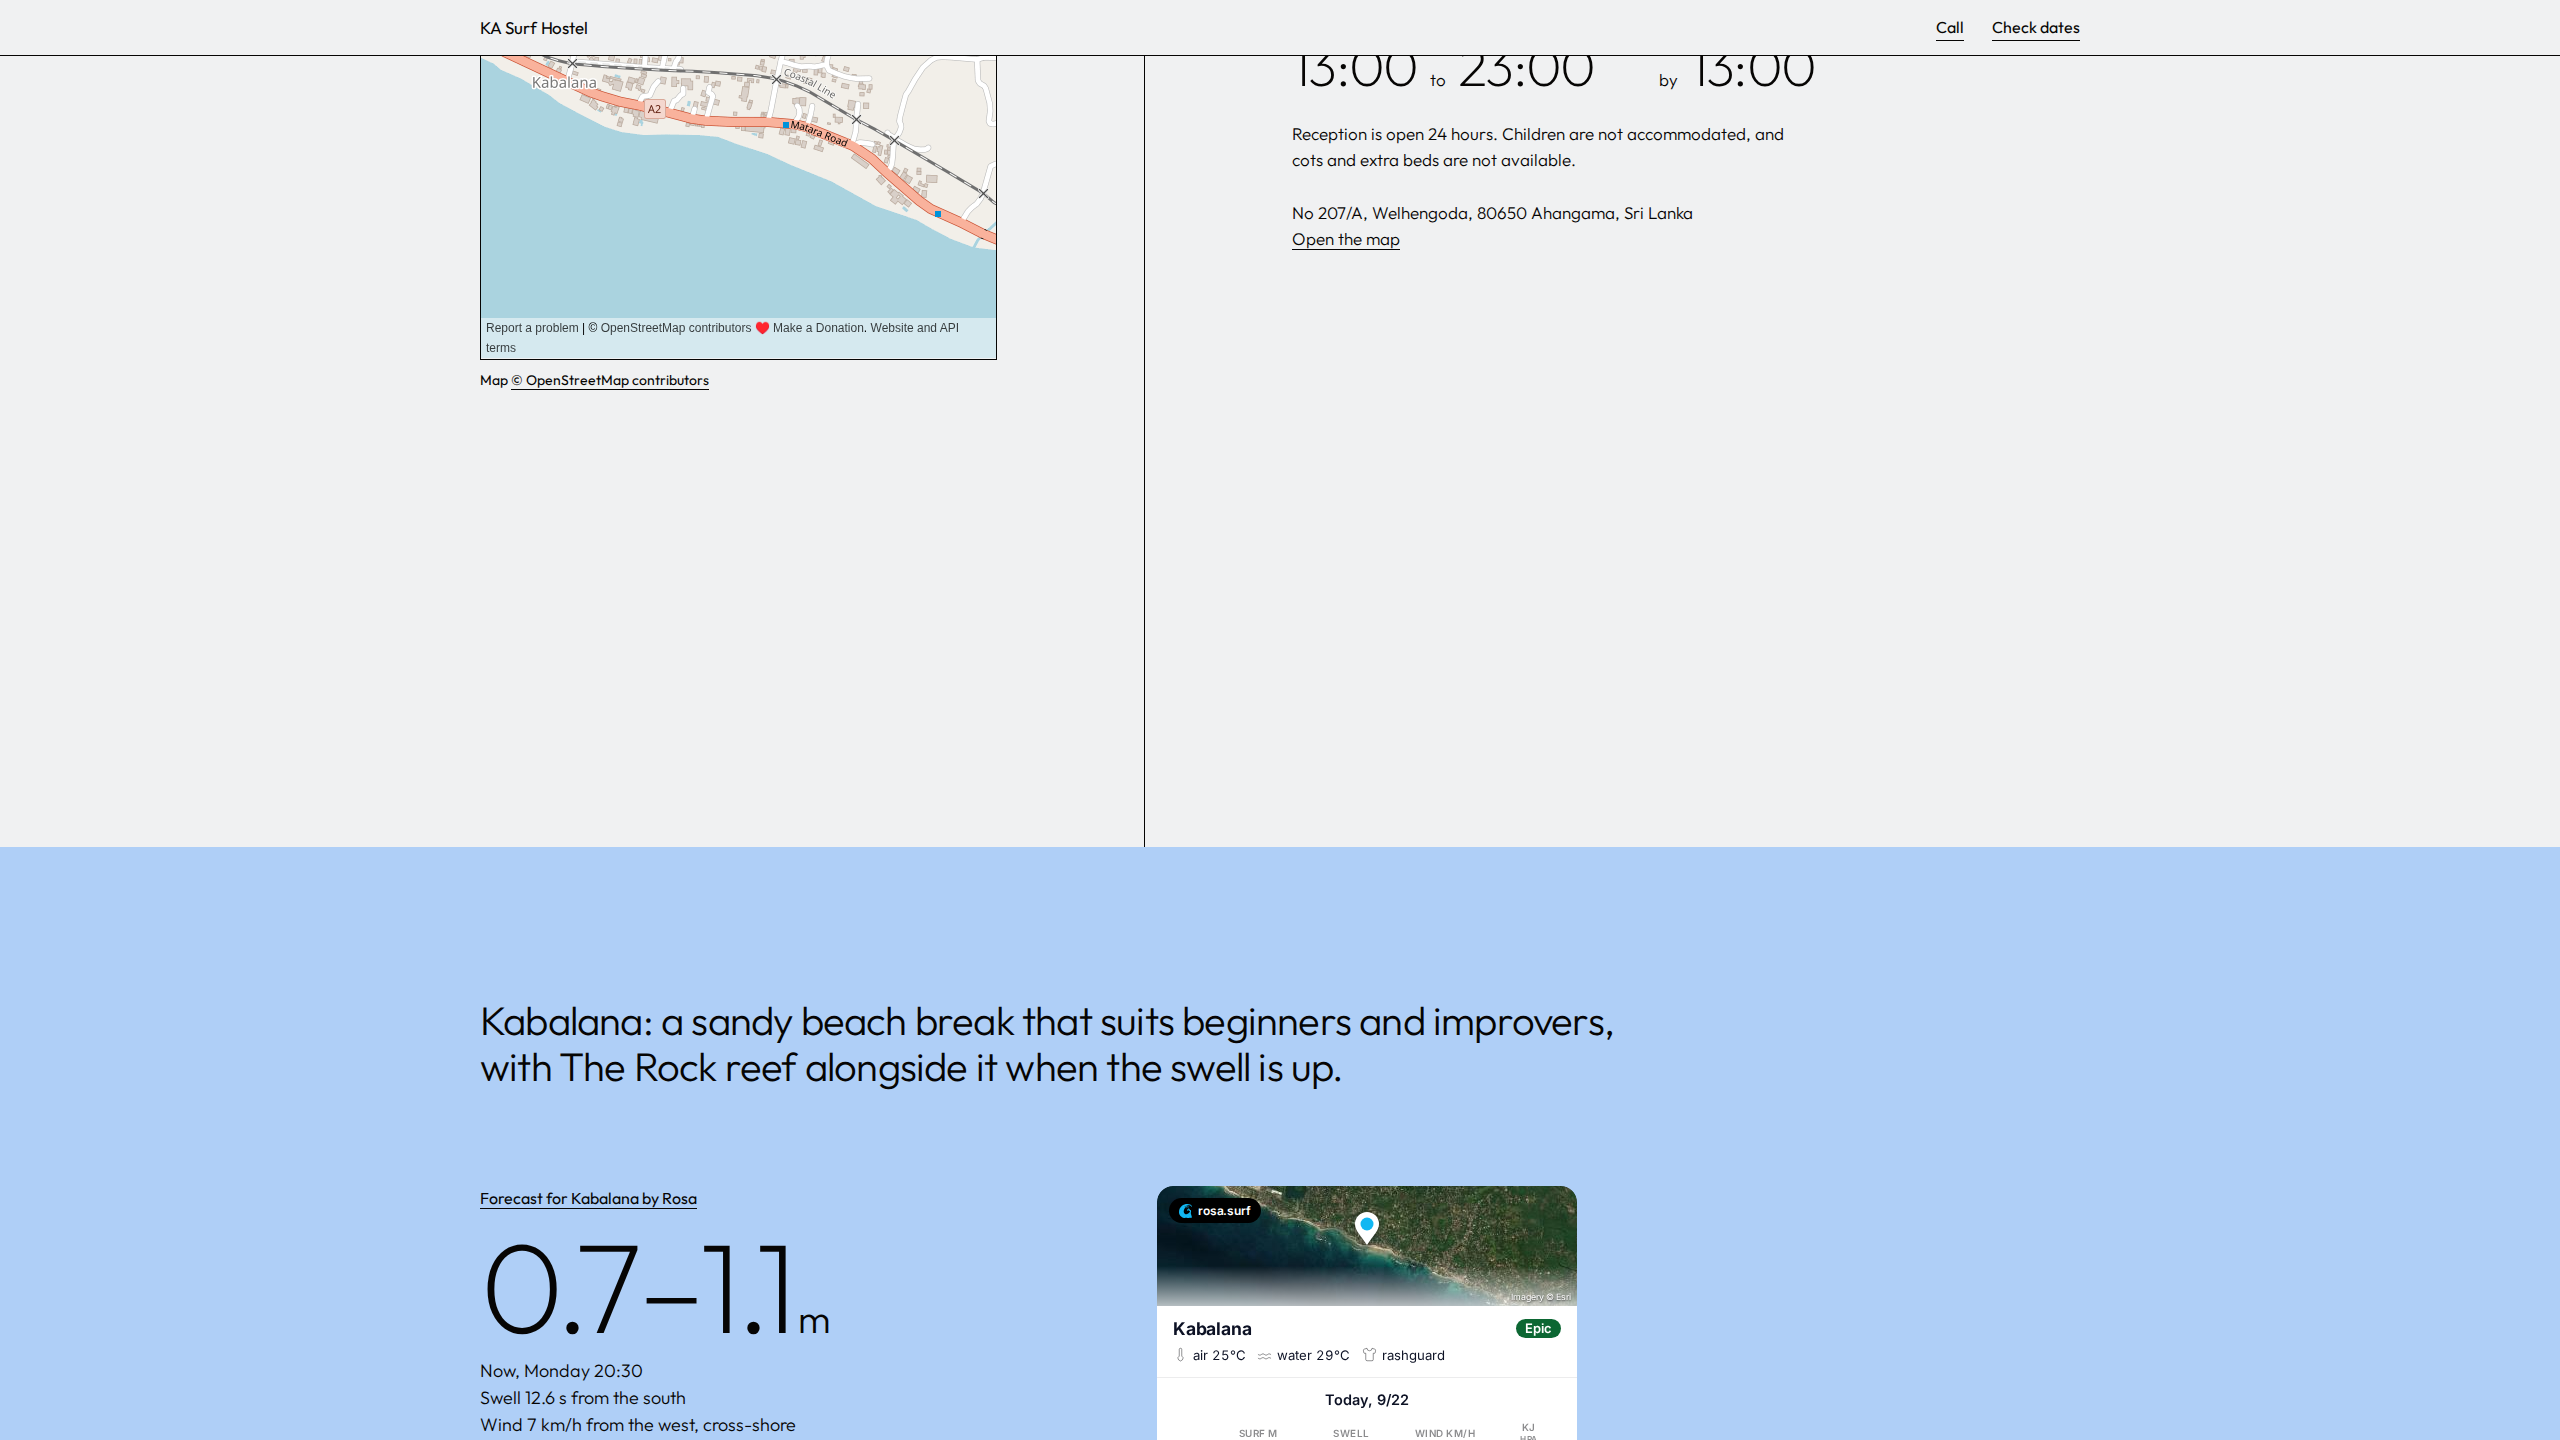 KA Surf Hostel
Call
Check dates
Kabalana
Coastal Line
A2
Matara Road
Report a problem | © OpenStreetMap contributors ❤️ Make a Donation. Website and API
terms
Map © OpenStreetMap contributors
13:00 to 23:00 by 13:00
Reception is open 24 hours. Children are not accommodated, and
cots and extra beds are not available.
No 207/A, Welhengoda, 80650 Ahangama, Sri Lanka
Open the map
Kabalana: a sandy beach break that suits beginners and improvers,
with The Rock reef alongside it when the swell is up.
Forecast for Kabalana by Rosa
0.7–1.1 m
Now, Monday 20:30
Swell 12.6 s from the south
Wind 7 km/h from the west, cross-shore
rosa.surf
Imagery © Esri
Kabalana
Epic
air 25°C water 29°C rashguard
Today, 9/22
SURF M SWELL WIND KM/H KJ
HPA